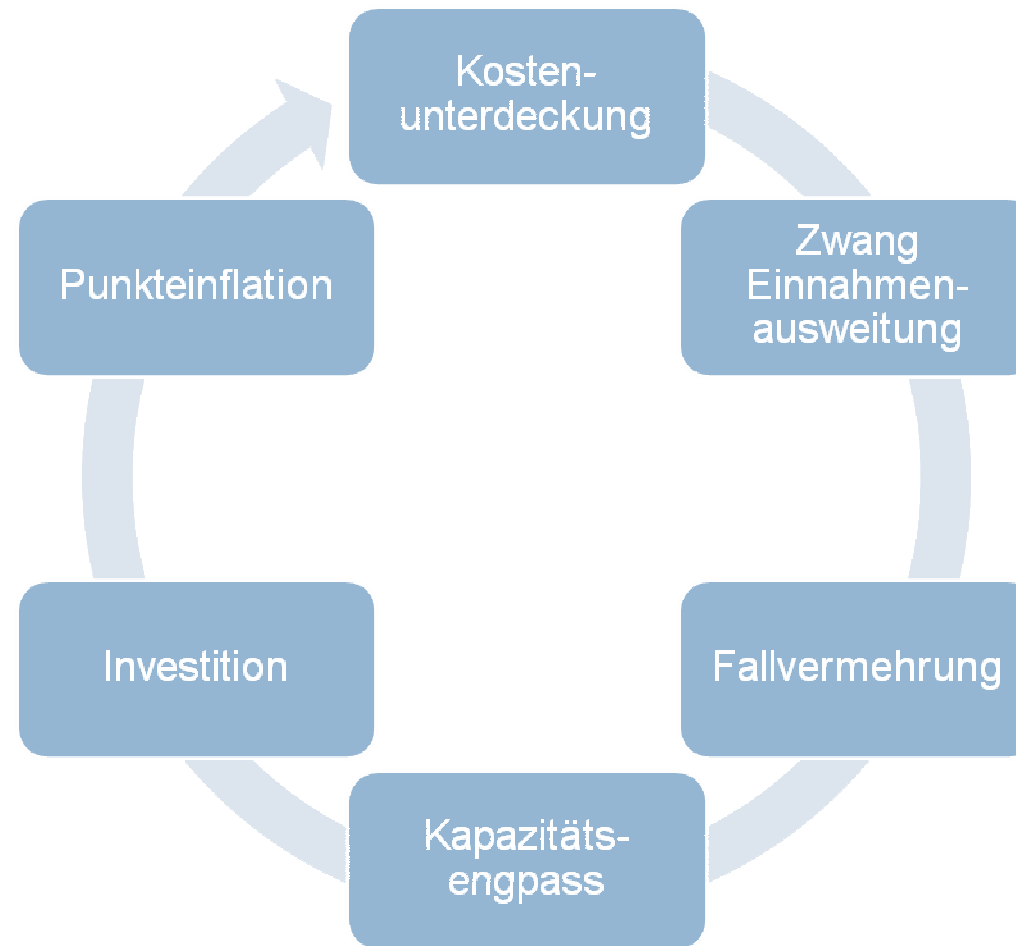 Kosten-
unterdeckung
Zwang
Einnahmen-
ausweitung
Fallvermehrung
Kapazitäts-
engpass
Investition
Punkteinflation